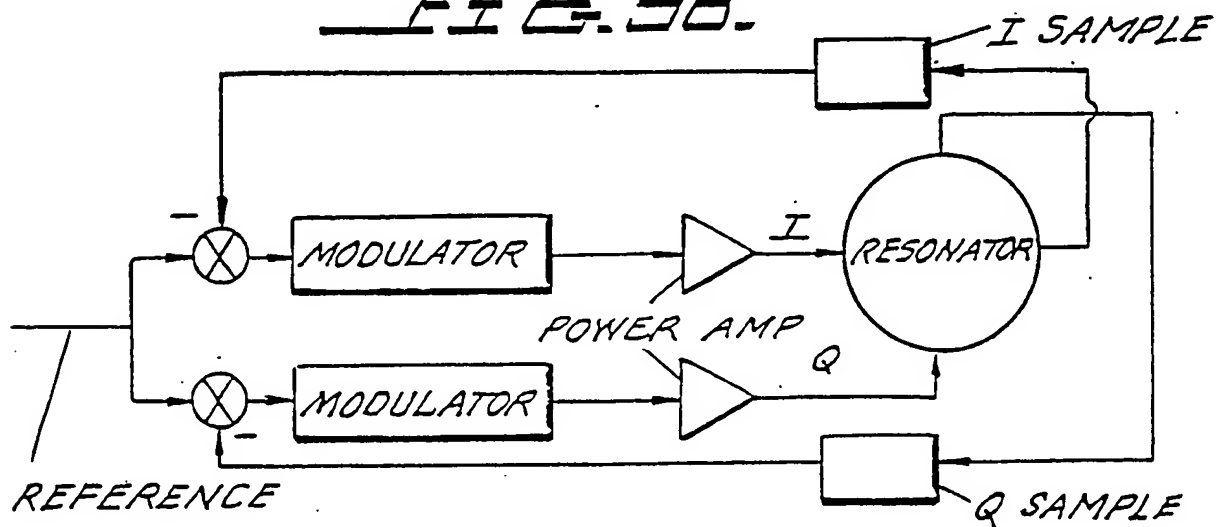 I SAMPLE
−
MODULATOR
I
RESONATOR
POWER AMP
Q
MODULATOR
−
REFERENCE
Q SAMPLE